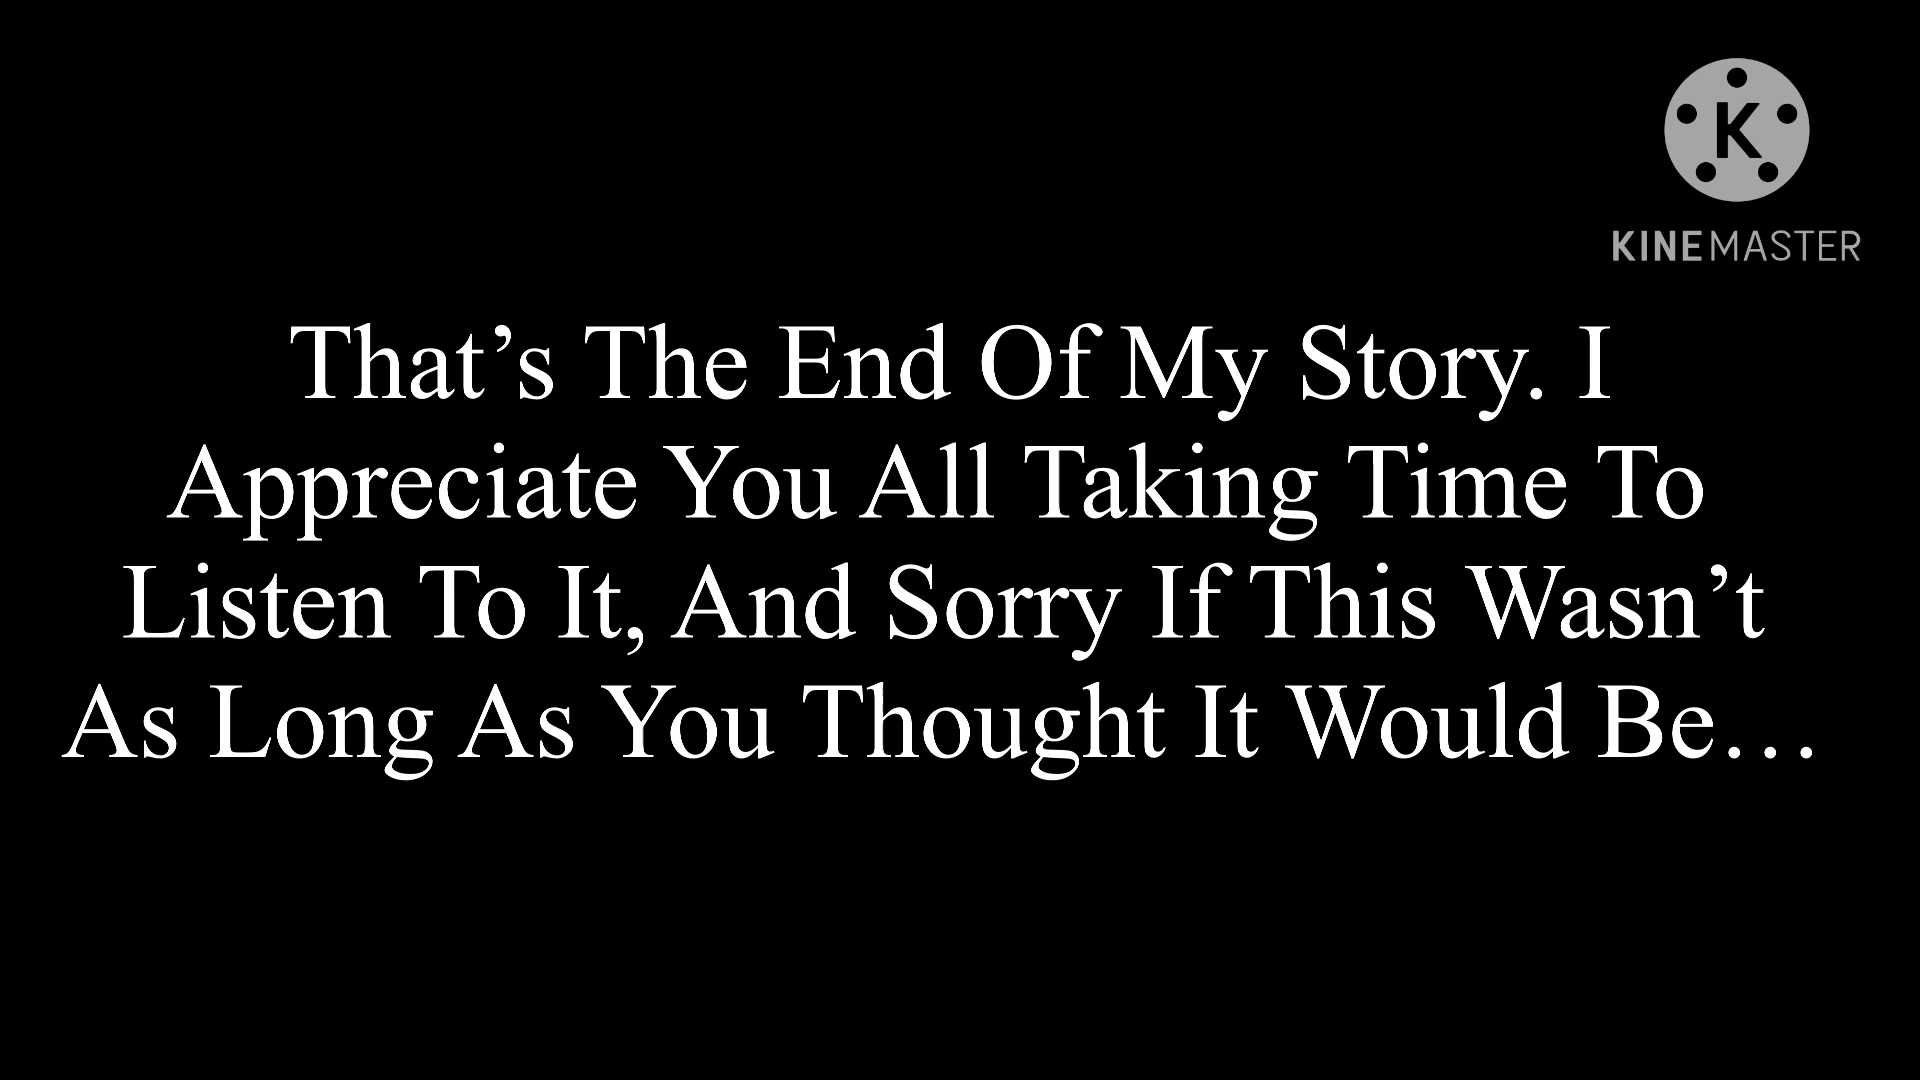 K
KINEMASTER
That’s The End Of My Story. I
Appreciate You All Taking Time To
Listen To It, And Sorry If This Wasn’t
As Long As You Thought It Would Be…